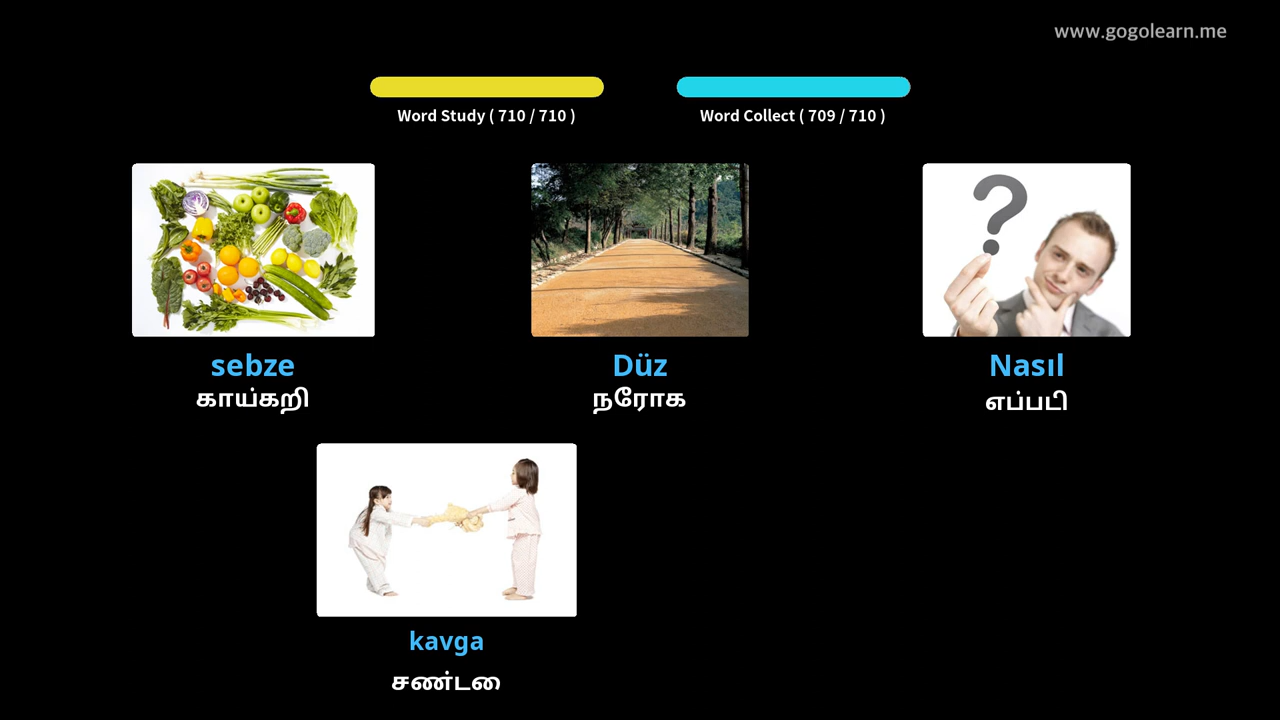 www.gogolearn.me
Word Study ( 710 / 710 )
Word Collect ( 709 / 710 )
sebze
காய்கறி
Düz
நரோக
Nasıl
எப்படி
kavga
சண்டை